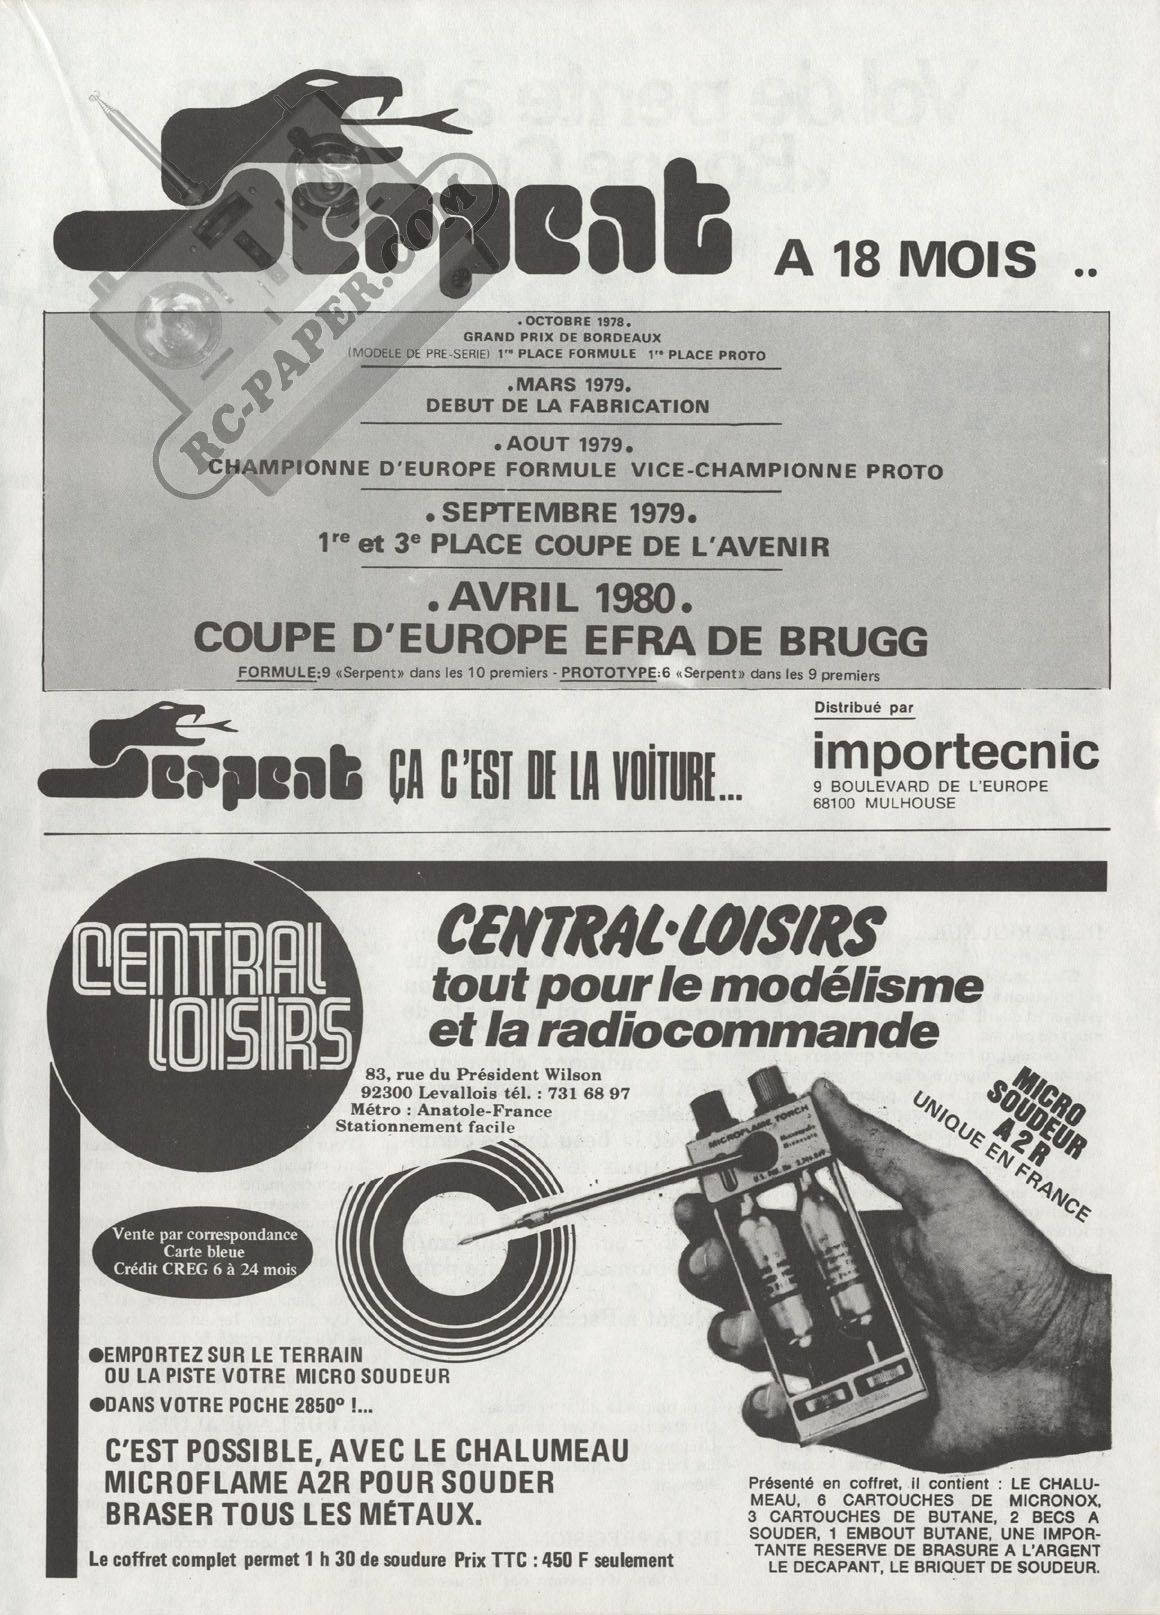 Serpent
A 18 MOIS ..
RC-PAPER.COM
.OCTOBRE 1978.
GRAND PRIX DE BORDEAUX
(MODELE DE PRE-SERIE) 1re PLACE FORMULE 1re PLACE PROTO
.MARS 1979.
DEBUT DE LA FABRICATION
.AOUT 1979.
CHAMPIONNE D'EUROPE FORMULE VICE-CHAMPIONNE PROTO
.SEPTEMBRE 1979.
1re et 3e PLACE COUPE DE L'AVENIR
.AVRIL 1980.
COUPE D'EUROPE EFRA DE BRUGG
FORMULE:9 «Serpent» dans les 10 premiers - PROTOTYPE:6 «Serpent» dans les 9 premiers
Serpent ÇA C'EST DE LA VOITURE...
Distribué par
importecnic
9 BOULEVARD DE L'EUROPE
68100 MULHOUSE
CENTRAL
LOISIRS
CENTRAL·LOISIRS
tout pour le modélisme
et la radiocommande
83, rue du Président Wilson
92300 Levallois tél. : 731 68 97
Métro : Anatole-France
Stationnement facile
MICRO
SOUDEUR
A 2 R
UNIQUE EN FRANCE
MICROFLAME TORCH
Minneapolis
Minnesota
Vente par correspondance
Carte bleue
Crédit CREG 6 à 24 mois
●EMPORTEZ SUR LE TERRAIN
OU LA PISTE VOTRE MICRO SOUDEUR
●DANS VOTRE POCHE 2850° !...
C'EST POSSIBLE, AVEC LE CHALUMEAU
MICROFLAME A2R POUR SOUDER
BRASER TOUS LES MÉTAUX.
Le coffret complet permet 1 h 30 de soudure Prix TTC : 450 F seulement
Présenté en coffret, il contient : LE CHALU-
MEAU, 6 CARTOUCHES DE MICRONOX,
3 CARTOUCHES DE BUTANE, 2 BECS A
SOUDER, 1 EMBOUT BUTANE, UNE IMPOR-
TANTE RESERVE DE BRASURE A L'ARGENT
LE DECAPANT, LE BRIQUET DE SOUDEUR.